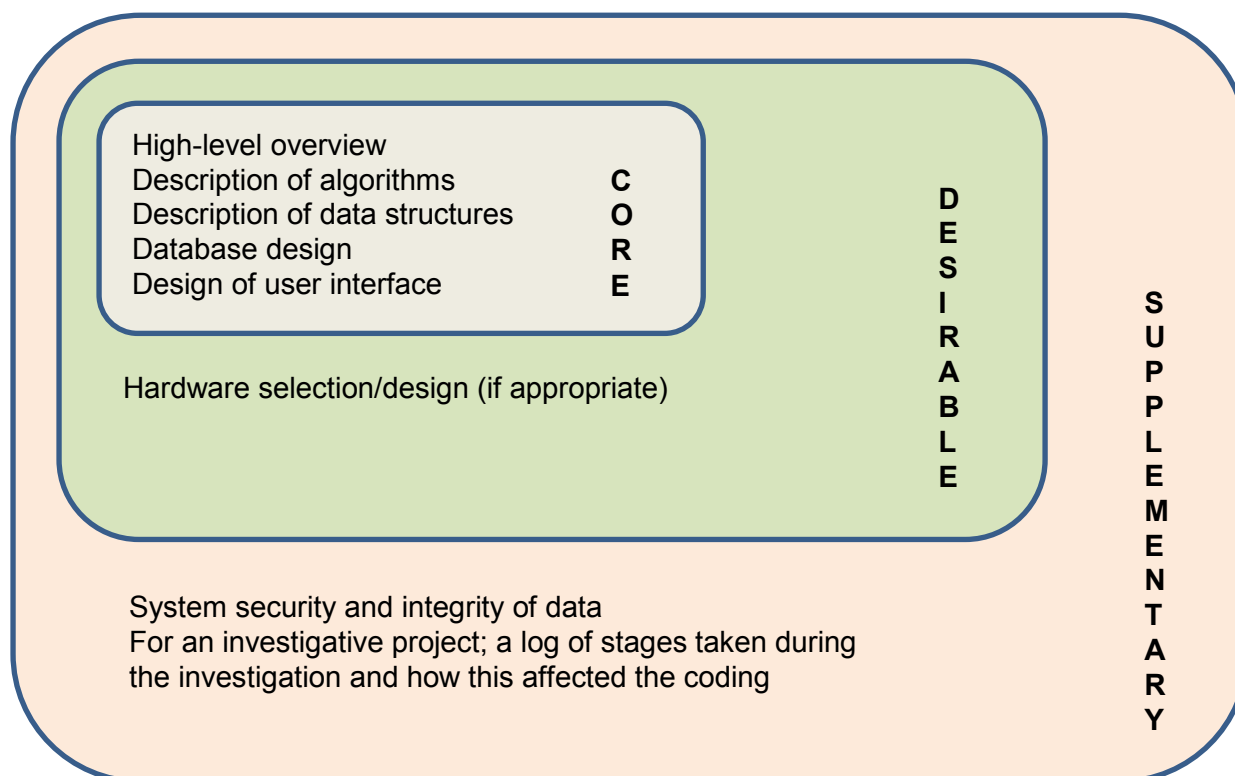 High-level overview
Description of algorithms
Description of data structures
Database design
Design of user interface
CORE
Hardware selection/design (if appropriate)
DESIRABLE
System security and integrity of data
For an investigative project; a log of stages taken during
the investigation and how this affected the coding
SUPPLEMENTARY